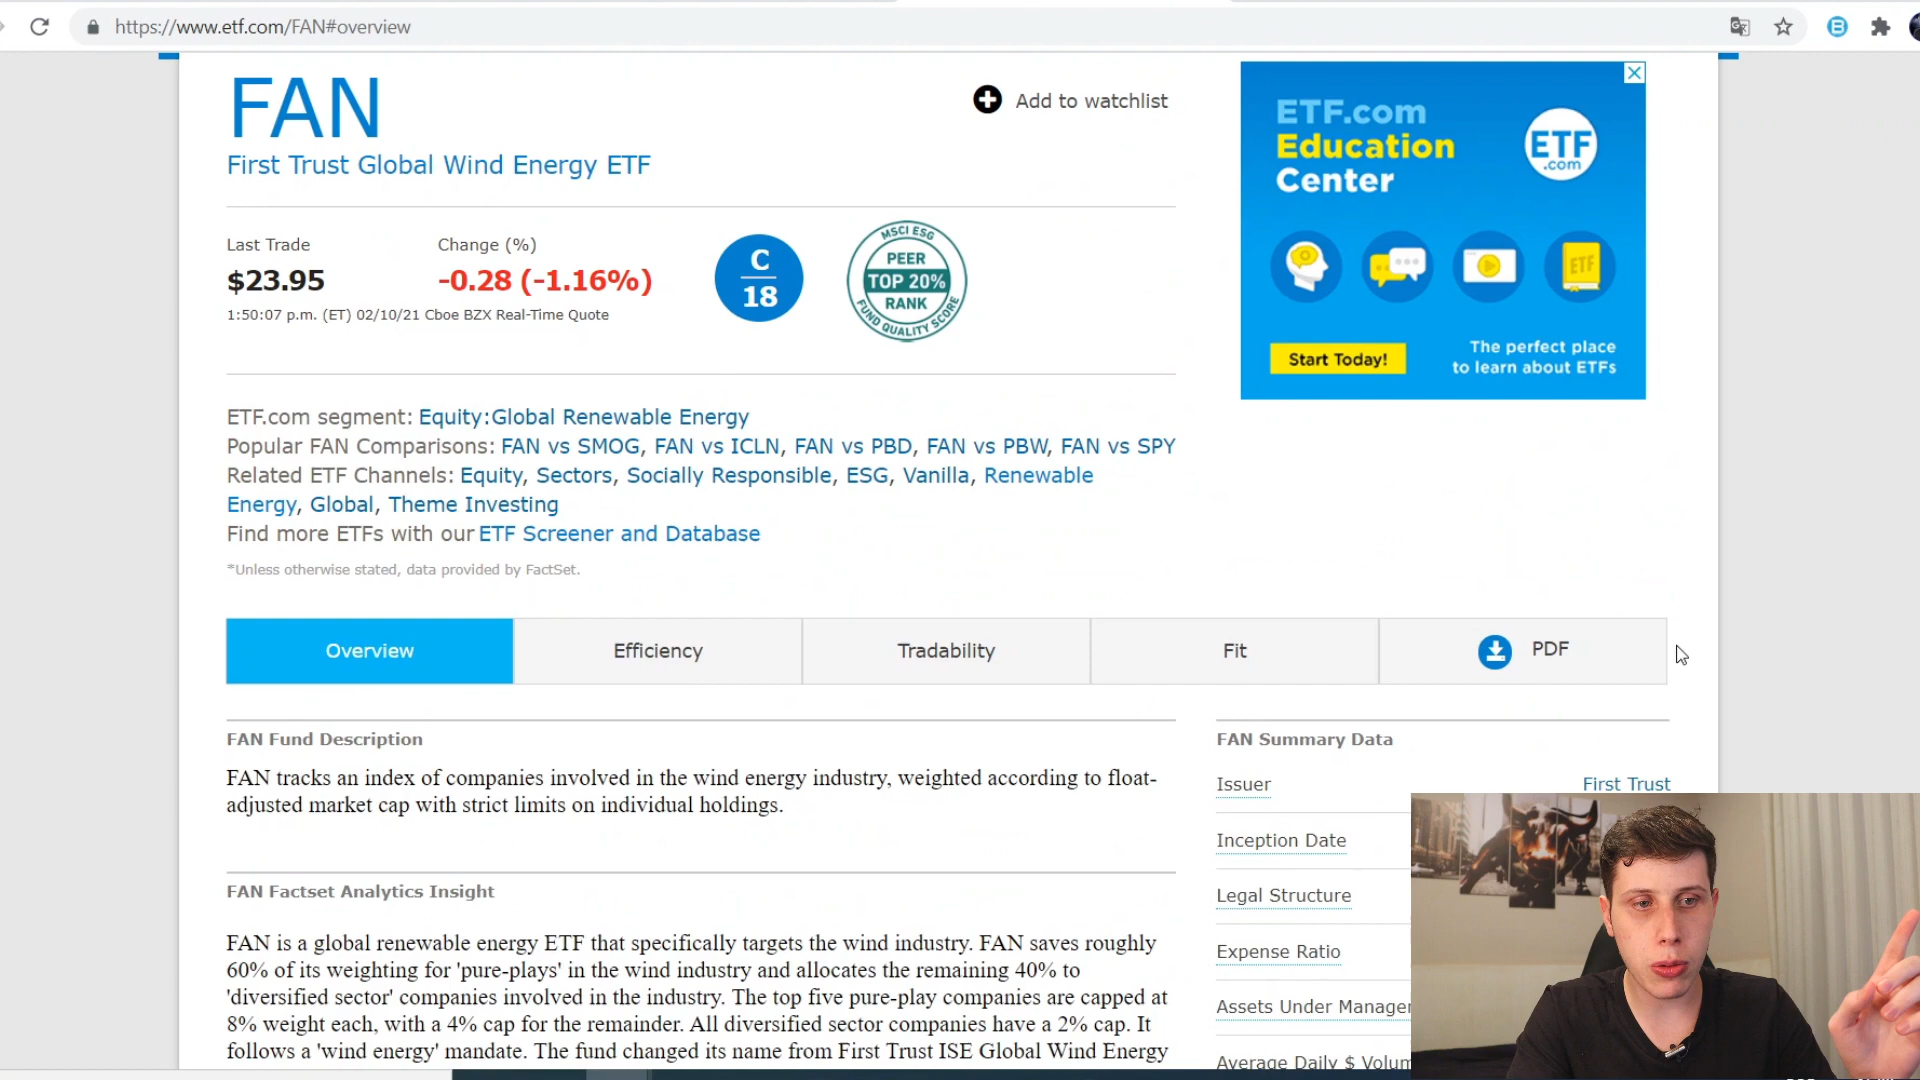 https://www.etf.com/FAN#overview
FAN
Add to watchlist
First Trust Global Wind Energy ETF
Last Trade
Change (%)
$23.95
-0.28 (-1.16%)
1:50:07 p.m. (ET) 02/10/21 Cboe BZX Real-Time Quote
C
18
MSCI ESG
PEER
TOP 20%
RANK
FUND QUALITY SCORE
ETF.com
Education
Center
ETF
.com
ETF
Start Today!
The perfect place
to learn about ETFs
ETF.com segment: Equity:Global Renewable Energy
Popular FAN Comparisons: FAN vs SMOG, FAN vs ICLN, FAN vs PBD, FAN vs PBW, FAN vs SPY
Related ETF Channels: Equity, Sectors, Socially Responsible, ESG, Vanilla, Renewable
Energy, Global, Theme Investing
Find more ETFs with our ETF Screener and Database
*Unless otherwise stated, data provided by FactSet.
Overview
Efficiency
Tradability
Fit
PDF
FAN Fund Description
FAN tracks an index of companies involved in the wind energy industry, weighted according to float-
adjusted market cap with strict limits on individual holdings.
FAN Factset Analytics Insight
FAN is a global renewable energy ETF that specifically targets the wind industry. FAN saves roughly
60% of its weighting for 'pure-plays' in the wind industry and allocates the remaining 40% to
'diversified sector' companies involved in the industry. The top five pure-play companies are capped at
8% weight each, with a 4% cap for the remainder. All diversified sector companies have a 2% cap. It
follows a 'wind energy' mandate. The fund changed its name from First Trust ISE Global Wind Energy
FAN Summary Data
Issuer
First Trust
Inception Date
Legal Structure
Expense Ratio
Assets Under Manager
Average Daily $ Volum